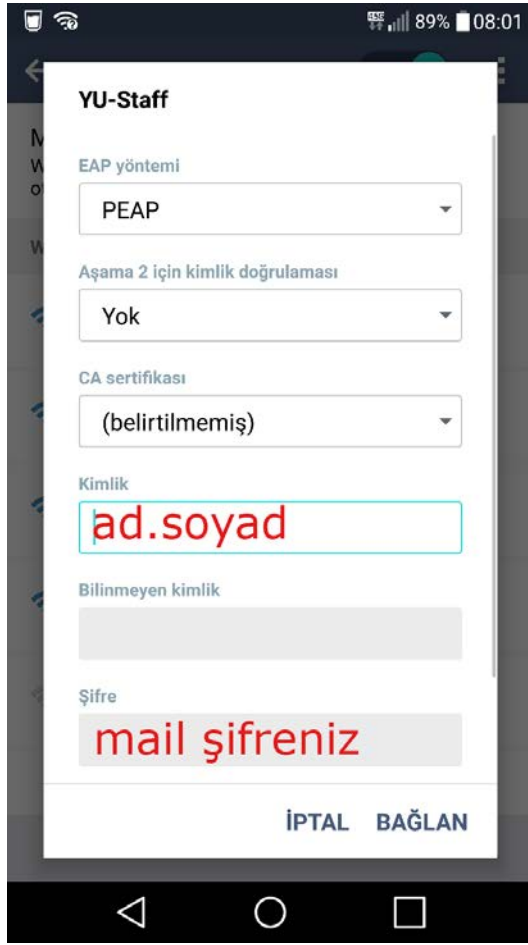 89% 08:01
YU-Staff
EAP yöntemi
PEAP
Aşama 2 için kimlik doğrulaması
Yok
CA sertifikası
(belirtilmemiş)
Kimlik
ad.soyad
Bilinmeyen kimlik
Şifre
mail şifreniz
İPTAL BAĞLAN